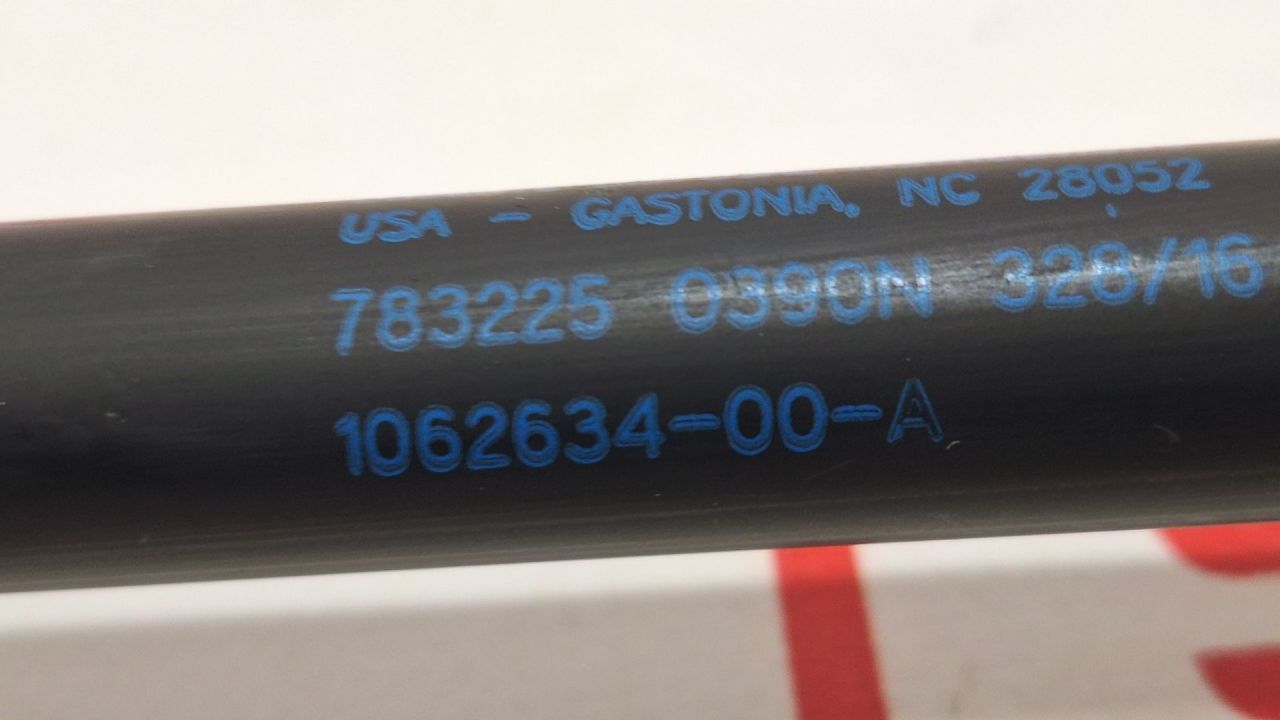 USA - GASTONIA, NC 28052
783225 0390N 328/16
1062634-00-A